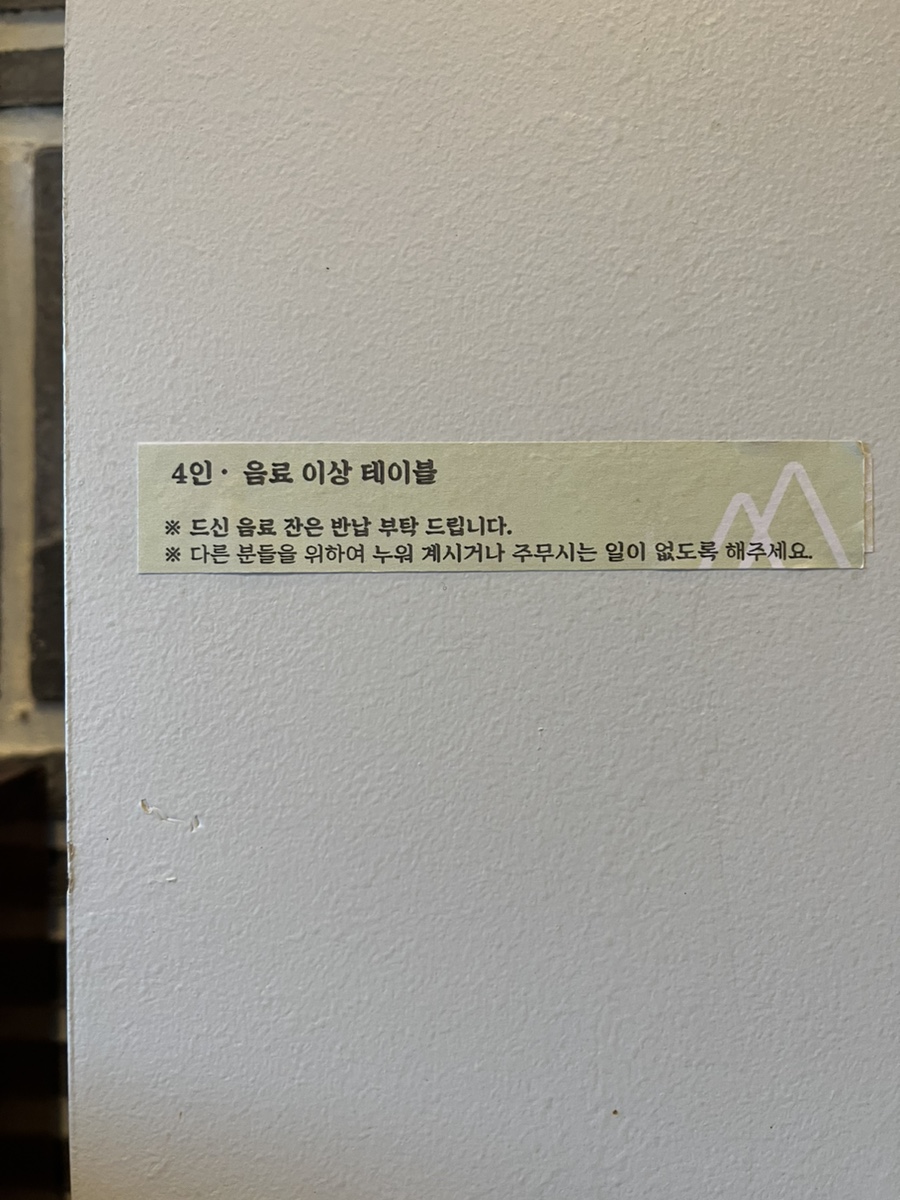 4인· 음료 이상 테이블
※ 드신 음료 잔은 반납 부탁 드립니다.
※ 다른 분들을 위하여 누워 계시거나 주무시는 일이 없도록 해주세요.